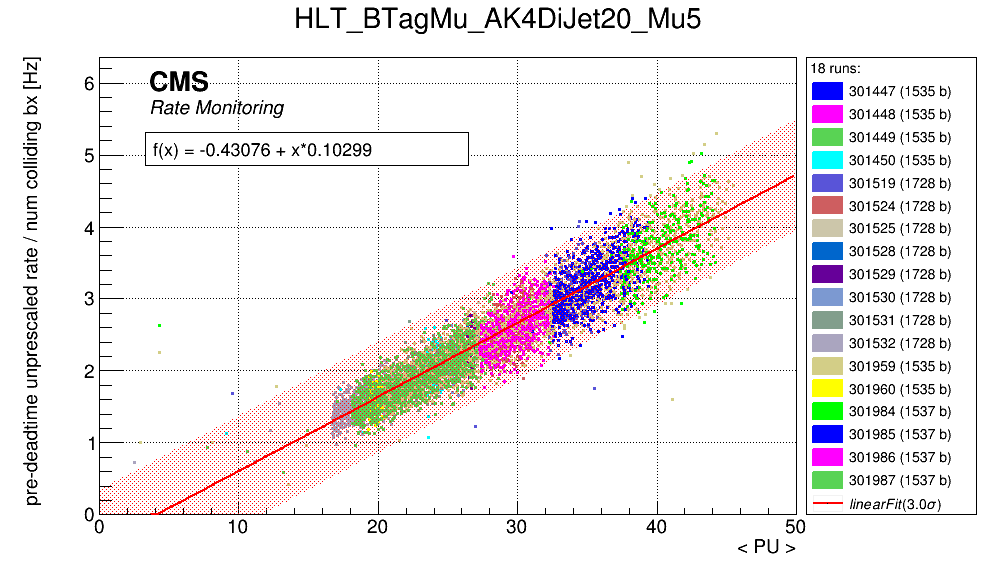 HLT_BTagMu_AK4DiJet20_Mu5
pre-deadtime unprescaled rate / num colliding bx [Hz]
CMS
Rate Monitoring
f(x) = -0.43076 + x*0.10299
6
5
4
3
2
1
0
0 10 20 30 40 50
< PU >
18 runs:
301447 (1535 b)
301448 (1535 b)
301449 (1535 b)
301450 (1535 b)
301519 (1728 b)
301524 (1728 b)
301525 (1728 b)
301528 (1728 b)
301529 (1728 b)
301530 (1728 b)
301531 (1728 b)
301532 (1728 b)
301959 (1535 b)
301960 (1535 b)
301984 (1537 b)
301985 (1537 b)
301986 (1537 b)
301987 (1537 b)
linearFit(3.0σ)